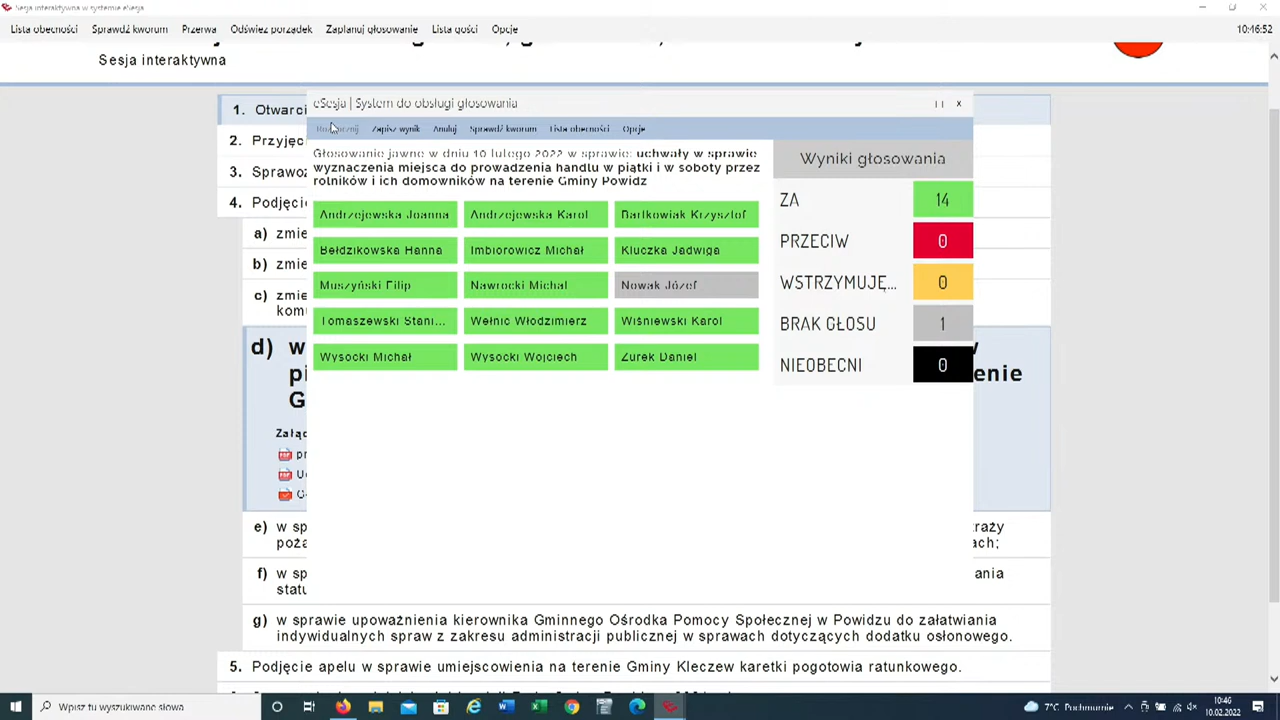 Sesja interaktywna w systemie eSesja
Lista obecności Sprawdź kworum Przerwa Odśwież porządek Zaplanuj głosowanie Lista gości Opcje 10:46:52
Sesja interaktywna
1. Otwarci
2. Przyjęc
3. Sprawoz
4. Podjęcie
a) zmie
b) zmie
c) zmie
komu
d) w
pi
G
Załąc
pr
U
G
eSesja | System do obsługi głosowania
Rozpocznij Zapisz wynik Anuluj Sprawdź kworum Lista obecności Opcje
Głosowanie jawne w dniu 10 lutego 2022 w sprawie: uchwały w sprawie
wyznaczenia miejsca do prowadzenia handlu w piątki i w soboty przez
rolników i ich domowników na terenie Gminy Powidz
Andrzejewska Joanna Andrzejewska Karol Bartkowiak Krzysztof
Bełdzikowska Hanna Imbiorowicz Michał Kluczka Jadwiga
Muszyński Filip Nawrocki Michał Nowak Józef
Tomaszewski Stani... Wełnic Włodzimierz Wiśniewski Karol
Wysocki Michał Wysocki Wojciech Żurek Daniel
Wyniki głosowania
ZA 14
PRZECIW 0
WSTRZYMUJĘ... 0
BRAK GŁOSU 1
NIEOBECNI 0
w
enie
e) w sp raży
poża ach;
f) w sp ania
statu
g) w sprawie upoważnienia kierownika Gminnego Ośrodka Pomocy Społecznej w Powidzu do załatwiania
indywidualnych spraw z zakresu administracji publicznej w sprawach dotyczących dodatku osłonowego.
5. Podjęcie apelu w sprawie umiejscowienia na terenie Gminy Kleczew karetki pogotowia ratunkowego.
Wpisz tu wyszukiwane słowa 7°C Pochmurnie 10:46
10.02.2022